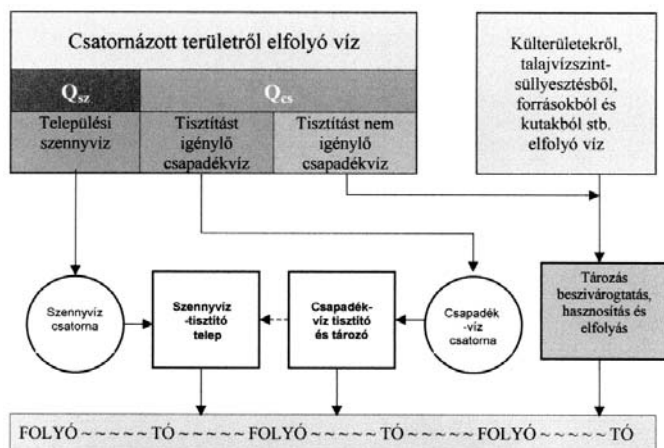 Csatornázott területről elfolyó víz
Qsz
Qcs
Települési
szennyvíz
Tisztítást
igénylő
csapadékvíz
Tisztítást nem
igénylő
csapadékvíz
Külterületekről,
talajvízszint-
süllyesztésből,
forrásokból és
kutakból stb.
elfolyó víz
Szennyvíz
csatorna
Szennyvíz
-tisztító
telep
Csapadék-
víz tisztító
és tározó
Csapadék
-víz
csatorna
Tározás
beszivárogtatás,
hasznosítás és
elfolyás
FOLYÓ ~ ~ ~ ~ ~ TÓ ~ ~ ~ ~ ~ FOLYÓ ~ ~ ~ ~ ~ TÓ ~ ~ ~ ~ ~ FOLYÓ ~ ~ ~ ~ ~ TÓ